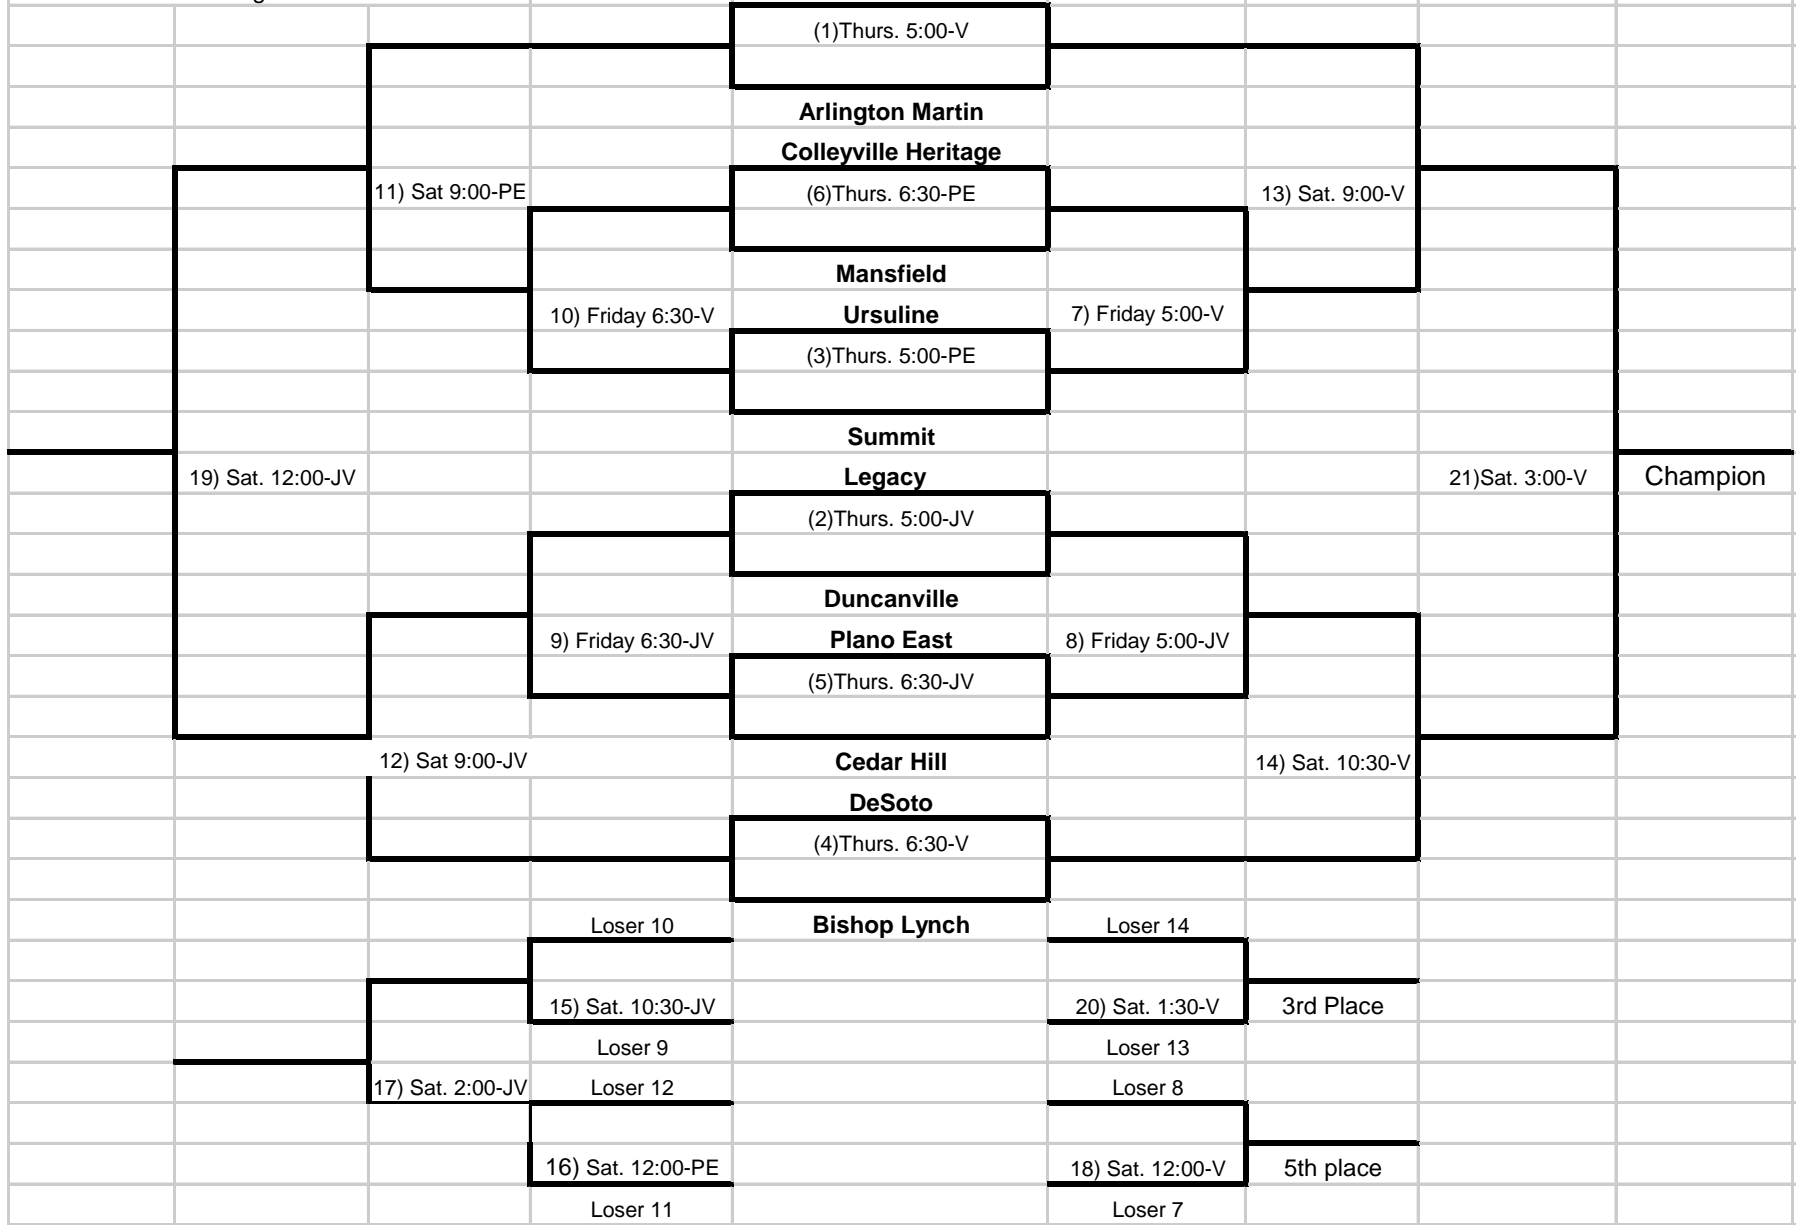 (1)Thurs. 5:00-V
Arlington Martin
Colleyville Heritage
11) Sat 9:00-PE
(6)Thurs. 6:30-PE
13) Sat. 9:00-V
Mansfield
10) Friday 6:30-V
Ursuline
7) Friday 5:00-V
(3)Thurs. 5:00-PE
Summit
19) Sat. 12:00-JV
Legacy
21)Sat. 3:00-V
Champion
(2)Thurs. 5:00-JV
Duncanville
9) Friday 6:30-JV
Plano East
8) Friday 5:00-JV
(5)Thurs. 6:30-JV
12) Sat 9:00-JV
Cedar Hill
14) Sat. 10:30-V
DeSoto
(4)Thurs. 6:30-V
Loser 10
Bishop Lynch
Loser 14
15) Sat. 10:30-JV
20) Sat. 1:30-V
3rd Place
Loser 9
Loser 13
17) Sat. 2:00-JV
Loser 12
Loser 8
16) Sat. 12:00-PE
18) Sat. 12:00-V
5th place
Loser 11
Loser 7